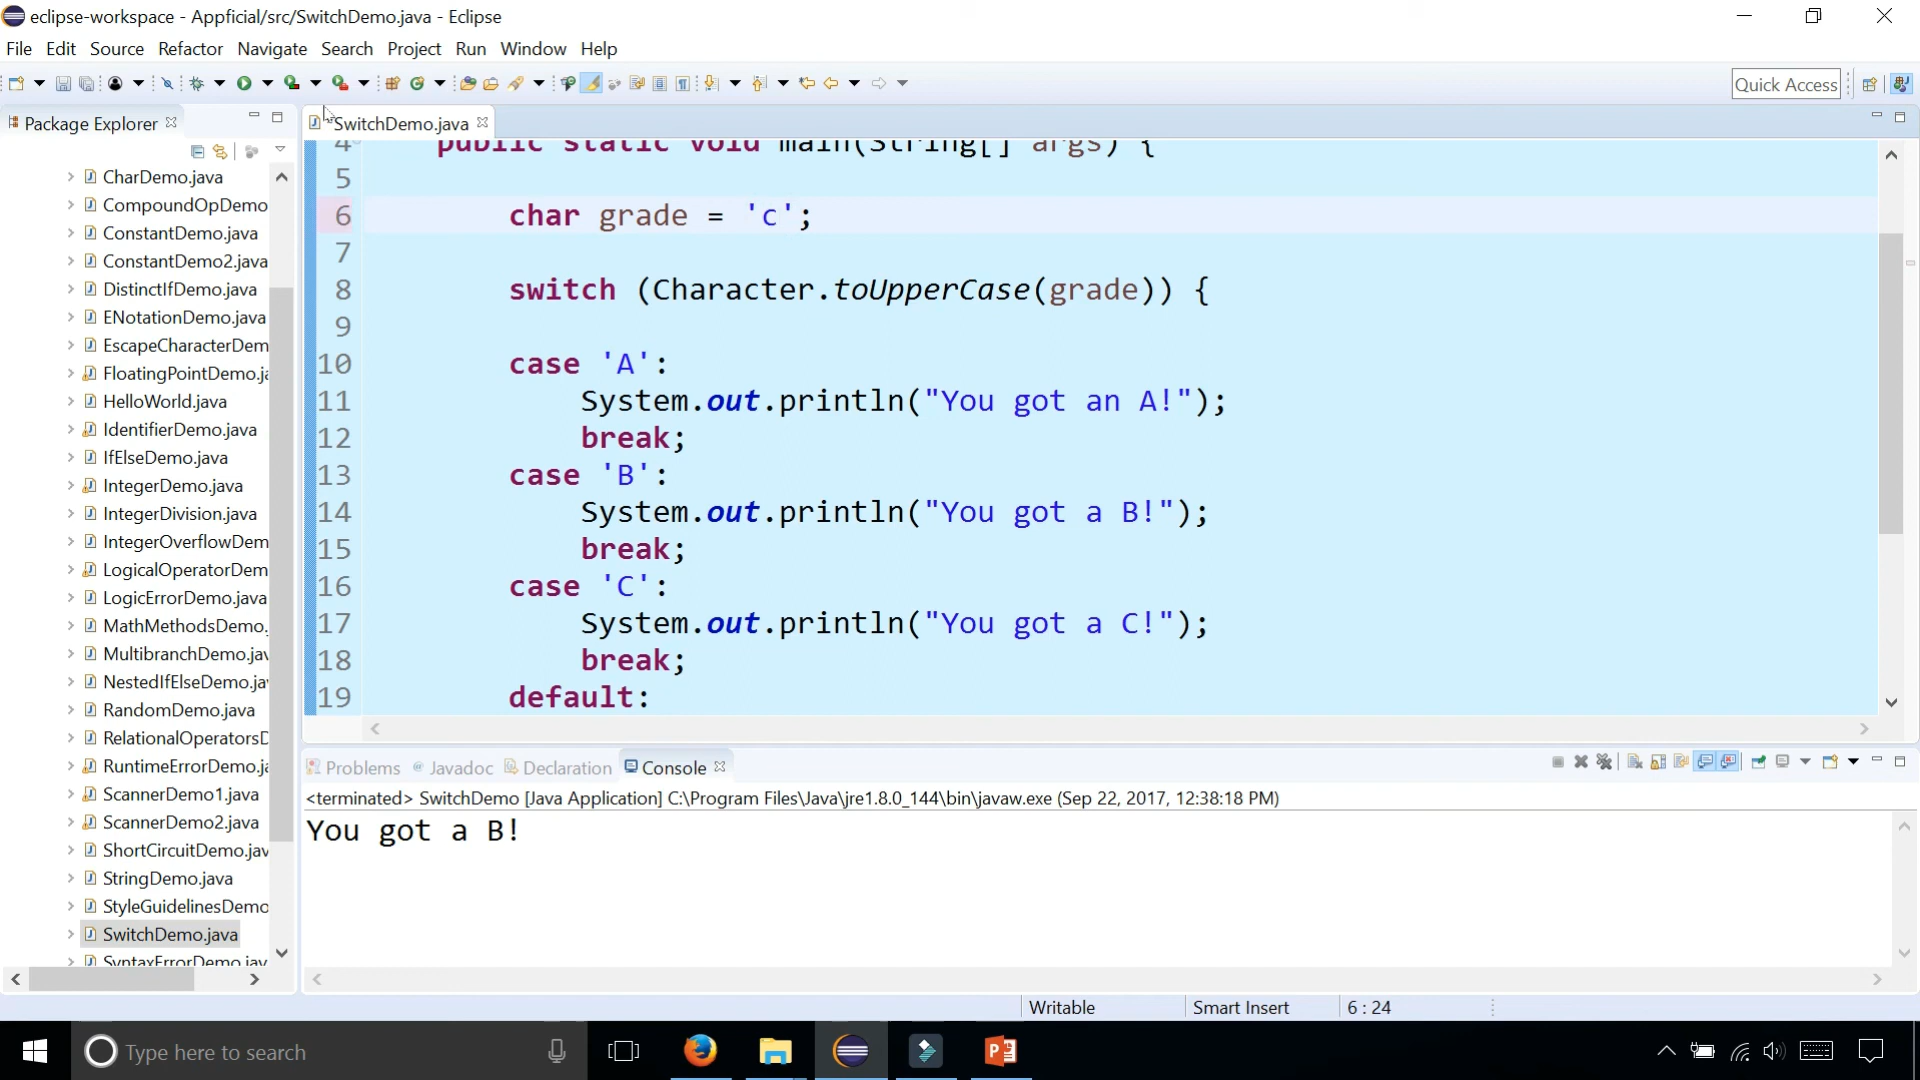 eclipse-workspace - Appficial/src/SwitchDemo.java - Eclipse
File Edit Source Refactor Navigate Search Project Run Window Help
Quick Access
Package Explorer
SwitchDemo.java
CharDemo.java
CompoundOpDemo
ConstantDemo.java
ConstantDemo2.java
DistinctIfDemo.java
ENotationDemo.java
EscapeCharacterDem
FloatingPointDemo.ja
HelloWorld.java
IdentifierDemo.java
IfElseDemo.java
IntegerDemo.java
IntegerDivision.java
IntegerOverflowDem
LogicalOperatorDem
LogicErrorDemo.java
MathMethodsDemo.
MultibranchDemo.jav
NestedIfElseDemo.jav
RandomDemo.java
RelationalOperatorsD
RuntimeErrorDemo.ja
ScannerDemo1.java
ScannerDemo2.java
ShortCircuitDemo.jav
StringDemo.java
StyleGuidelinesDemo
SwitchDemo.java
SyntaxErrorDemo.jav
4 public static void main(String[] args) {
5
6 char grade = 'c';
7
8 switch (Character.toUpperCase(grade)) {
9
10 case 'A':
11 System.out.println("You got an A!");
12 break;
13 case 'B':
14 System.out.println("You got a B!");
15 break;
16 case 'C':
17 System.out.println("You got a C!");
18 break;
19 default:
Problems @ Javadoc Declaration Console
<terminated> SwitchDemo [Java Application] C:\Program Files\Java\jre1.8.0_144\bin\javaw.exe (Sep 22, 2017, 12:38:18 PM)
You got a B!
Writable Smart Insert 6 : 24
Type here to search